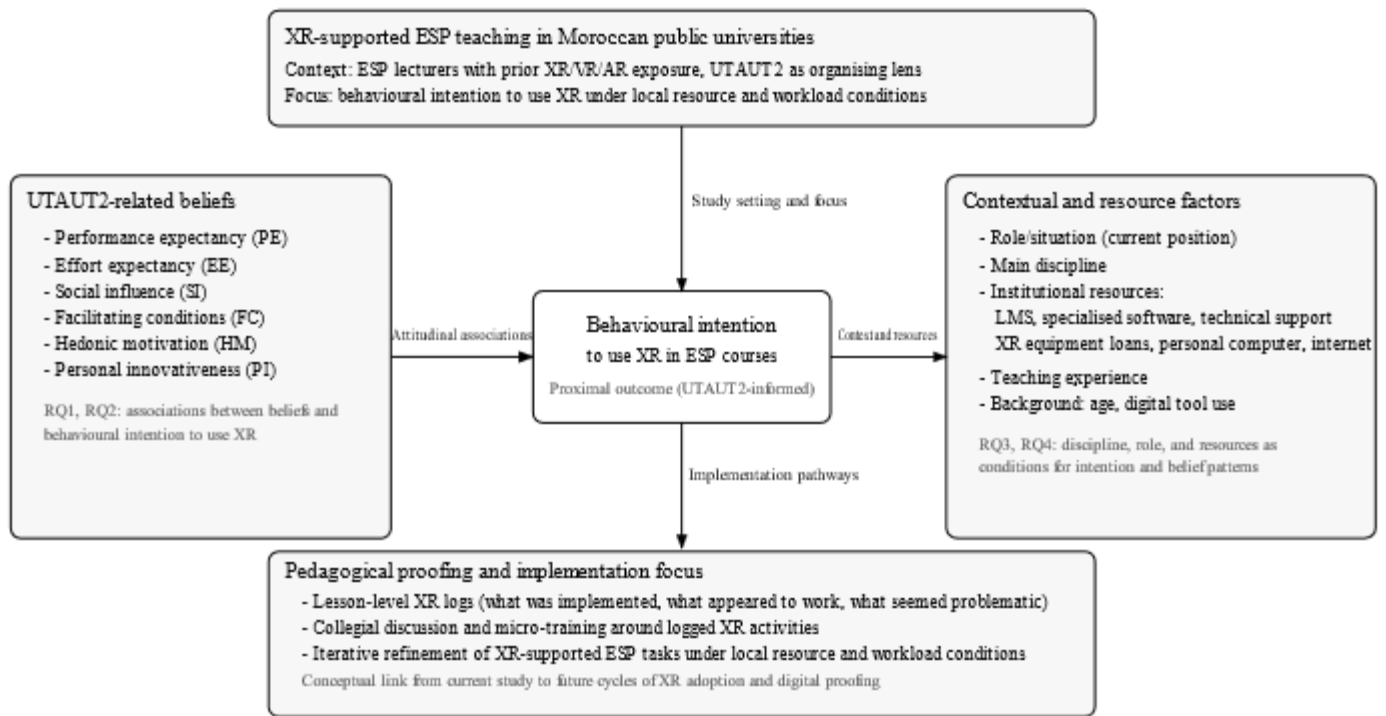 XR-supported ESP teaching in Moroccan public universities
Context: ESP lecturers with prior XR/VR/AR exposure, UTAUT2 as organising lens
Focus: behavioural intention to use XR under local resource and workload conditions
Study setting and focus
UTAUT2-related beliefs
- Performance expectancy (PE)
- Effort expectancy (EE)
- Social influence (SI)
- Facilitating conditions (FC)
- Hedonic motivation (HM)
- Personal innovativeness (PI)
RQ1, RQ2: associations between beliefs and
behavioural intention to use XR
Attitudinal associations
Behavioural intention
to use XR in ESP courses
Proximal outcome (UTAUT2-informed)
Context and resources
Contextual and resource factors
- Role/situation (current position)
- Main discipline
- Institutional resources:
LMS, specialised software, technical support
XR equipment loans, personal computer, internet
- Teaching experience
- Background: age, digital tool use
RQ3, RQ4: discipline, role, and resources as
conditions for intention and belief patterns
Implementation pathways
Pedagogical proofing and implementation focus
- Lesson-level XR logs (what was implemented, what appeared to work, what seemed problematic)
- Collegial discussion and micro-training around logged XR activities
- Iterative refinement of XR-supported ESP tasks under local resource and workload conditions
Conceptual link from current study to future cycles of XR adoption and digital proofing